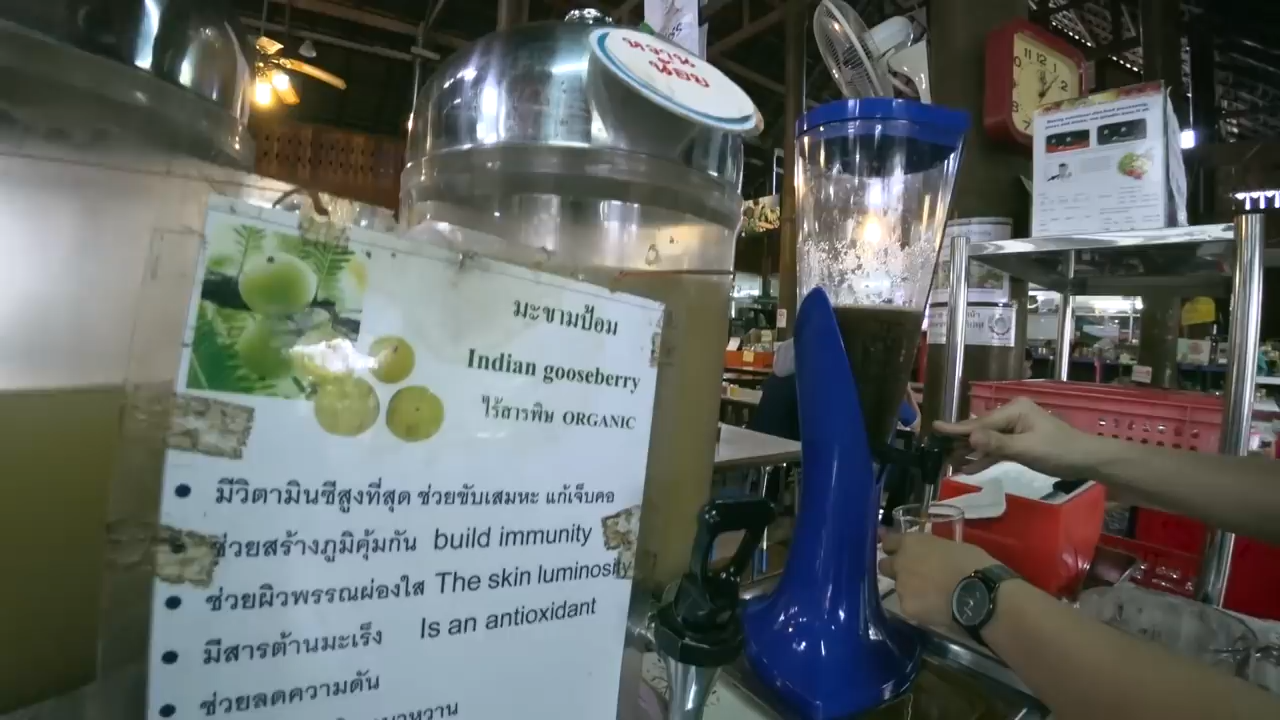 หวาน
น้อย
มะขามป้อม
Indian gooseberry
ไร้สารพิษ ORGANIC
มีวิตามินซีสูงที่สุด ช่วยขับเสมหะ แก้เจ็บคอ
ช่วยสร้างภูมิคุ้มกัน build immunity
ช่วยผิวพรรณผ่องใส The skin luminosity
มีสารต้านมะเร็ง Is an antioxidant
ช่วยลดความดัน